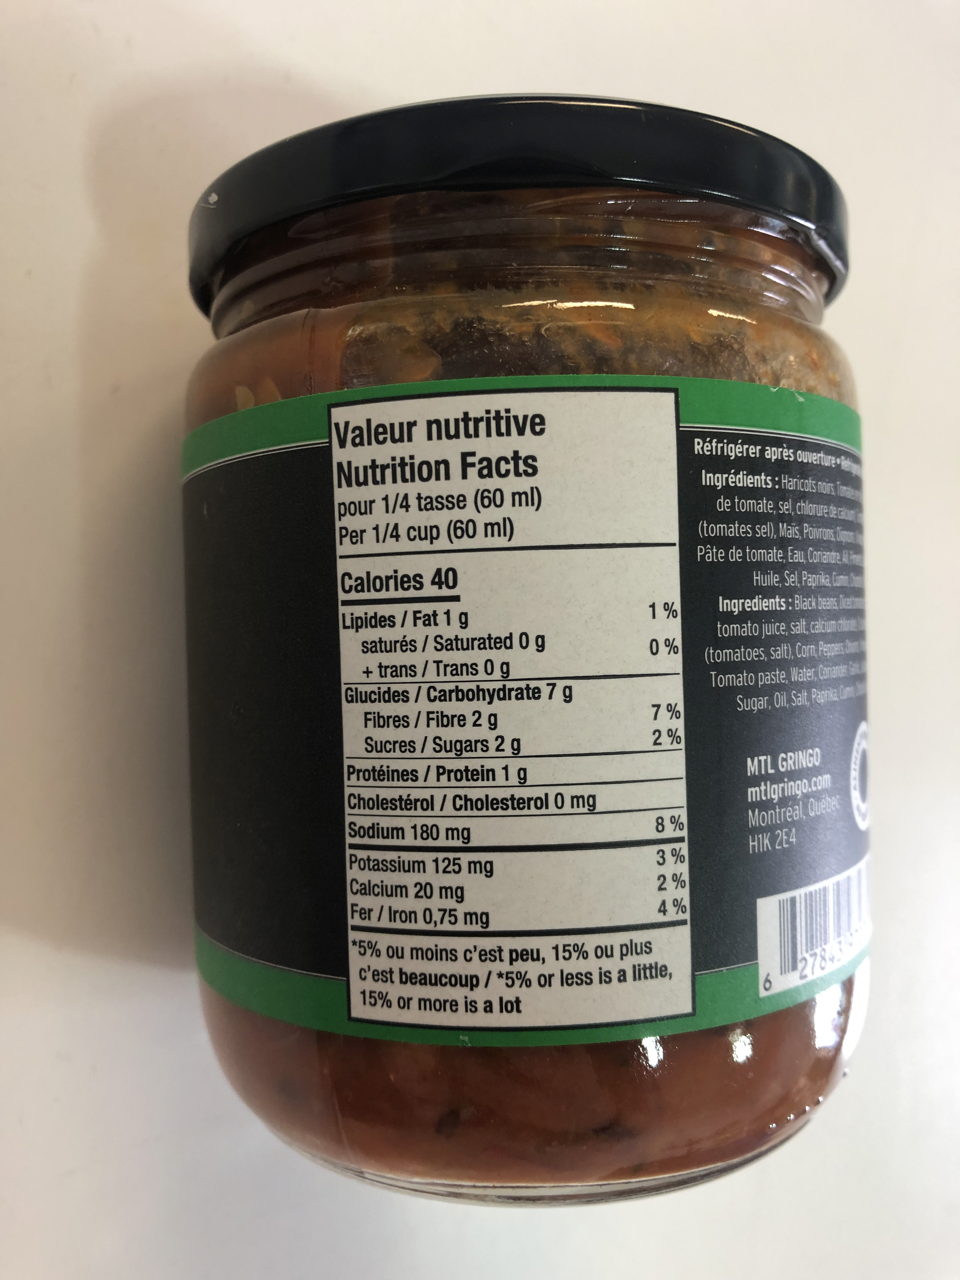 Valeur nutritive
Nutrition Facts
pour 1/4 tasse (60 ml)
Per 1/4 cup (60 ml)
Calories 40
Lipides / Fat 1 g 1 %
saturés / Saturated 0 g 0 %
+ trans / Trans 0 g
Glucides / Carbohydrate 7 g
Fibres / Fibre 2 g 7 %
Sucres / Sugars 2 g 2 %
Protéines / Protein 1 g
Cholestérol / Cholesterol 0 mg
Sodium 180 mg 8 %
Potassium 125 mg 3 %
Calcium 20 mg 2 %
Fer / Iron 0,75 mg 4 %
*5% ou moins c'est peu, 15% ou plus
c'est beaucoup / *5% or less is a little,
15% or more is a lot
Réfrigérer après ouverture •
Ingrédients : Haricots noirs,
de tomate, sel, chlorure de calcium
(tomates sel), Maïs, Poivrons,
Pâte de tomate, Eau, Coriandre, Ail,
Huile, Sel, Paprika, Cumin,
Ingredients : Black beans,
tomato juice, salt, calcium
(tomatoes, salt), Corn, Peppers,
Tomato paste, Water, Coriander,
Sugar, Oil, Salt, Paprika,
MTL GRINGO
mtlgringo.com
Montréal, Québec
H1K 2E4
6